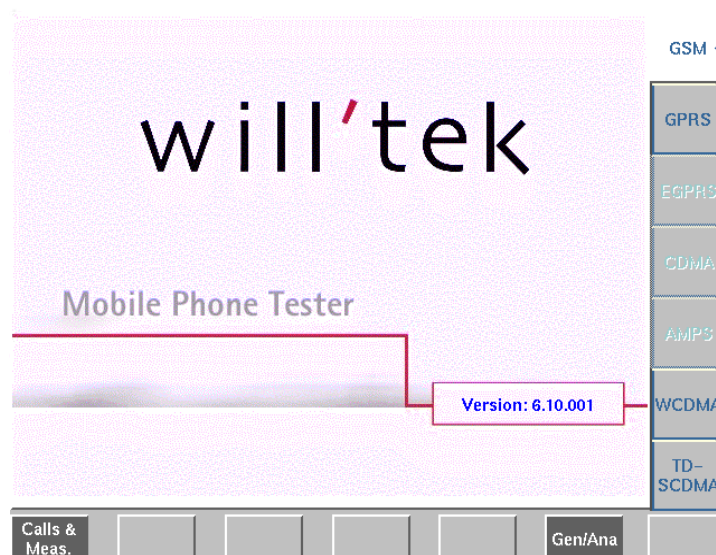 will'tek
Mobile Phone Tester
Version: 6.10.001
GSM
GPRS
EGPRS
CDMA
AMPS
WCDMA
TD-
SCDMA
Calls &
Meas.
Gen/Ana